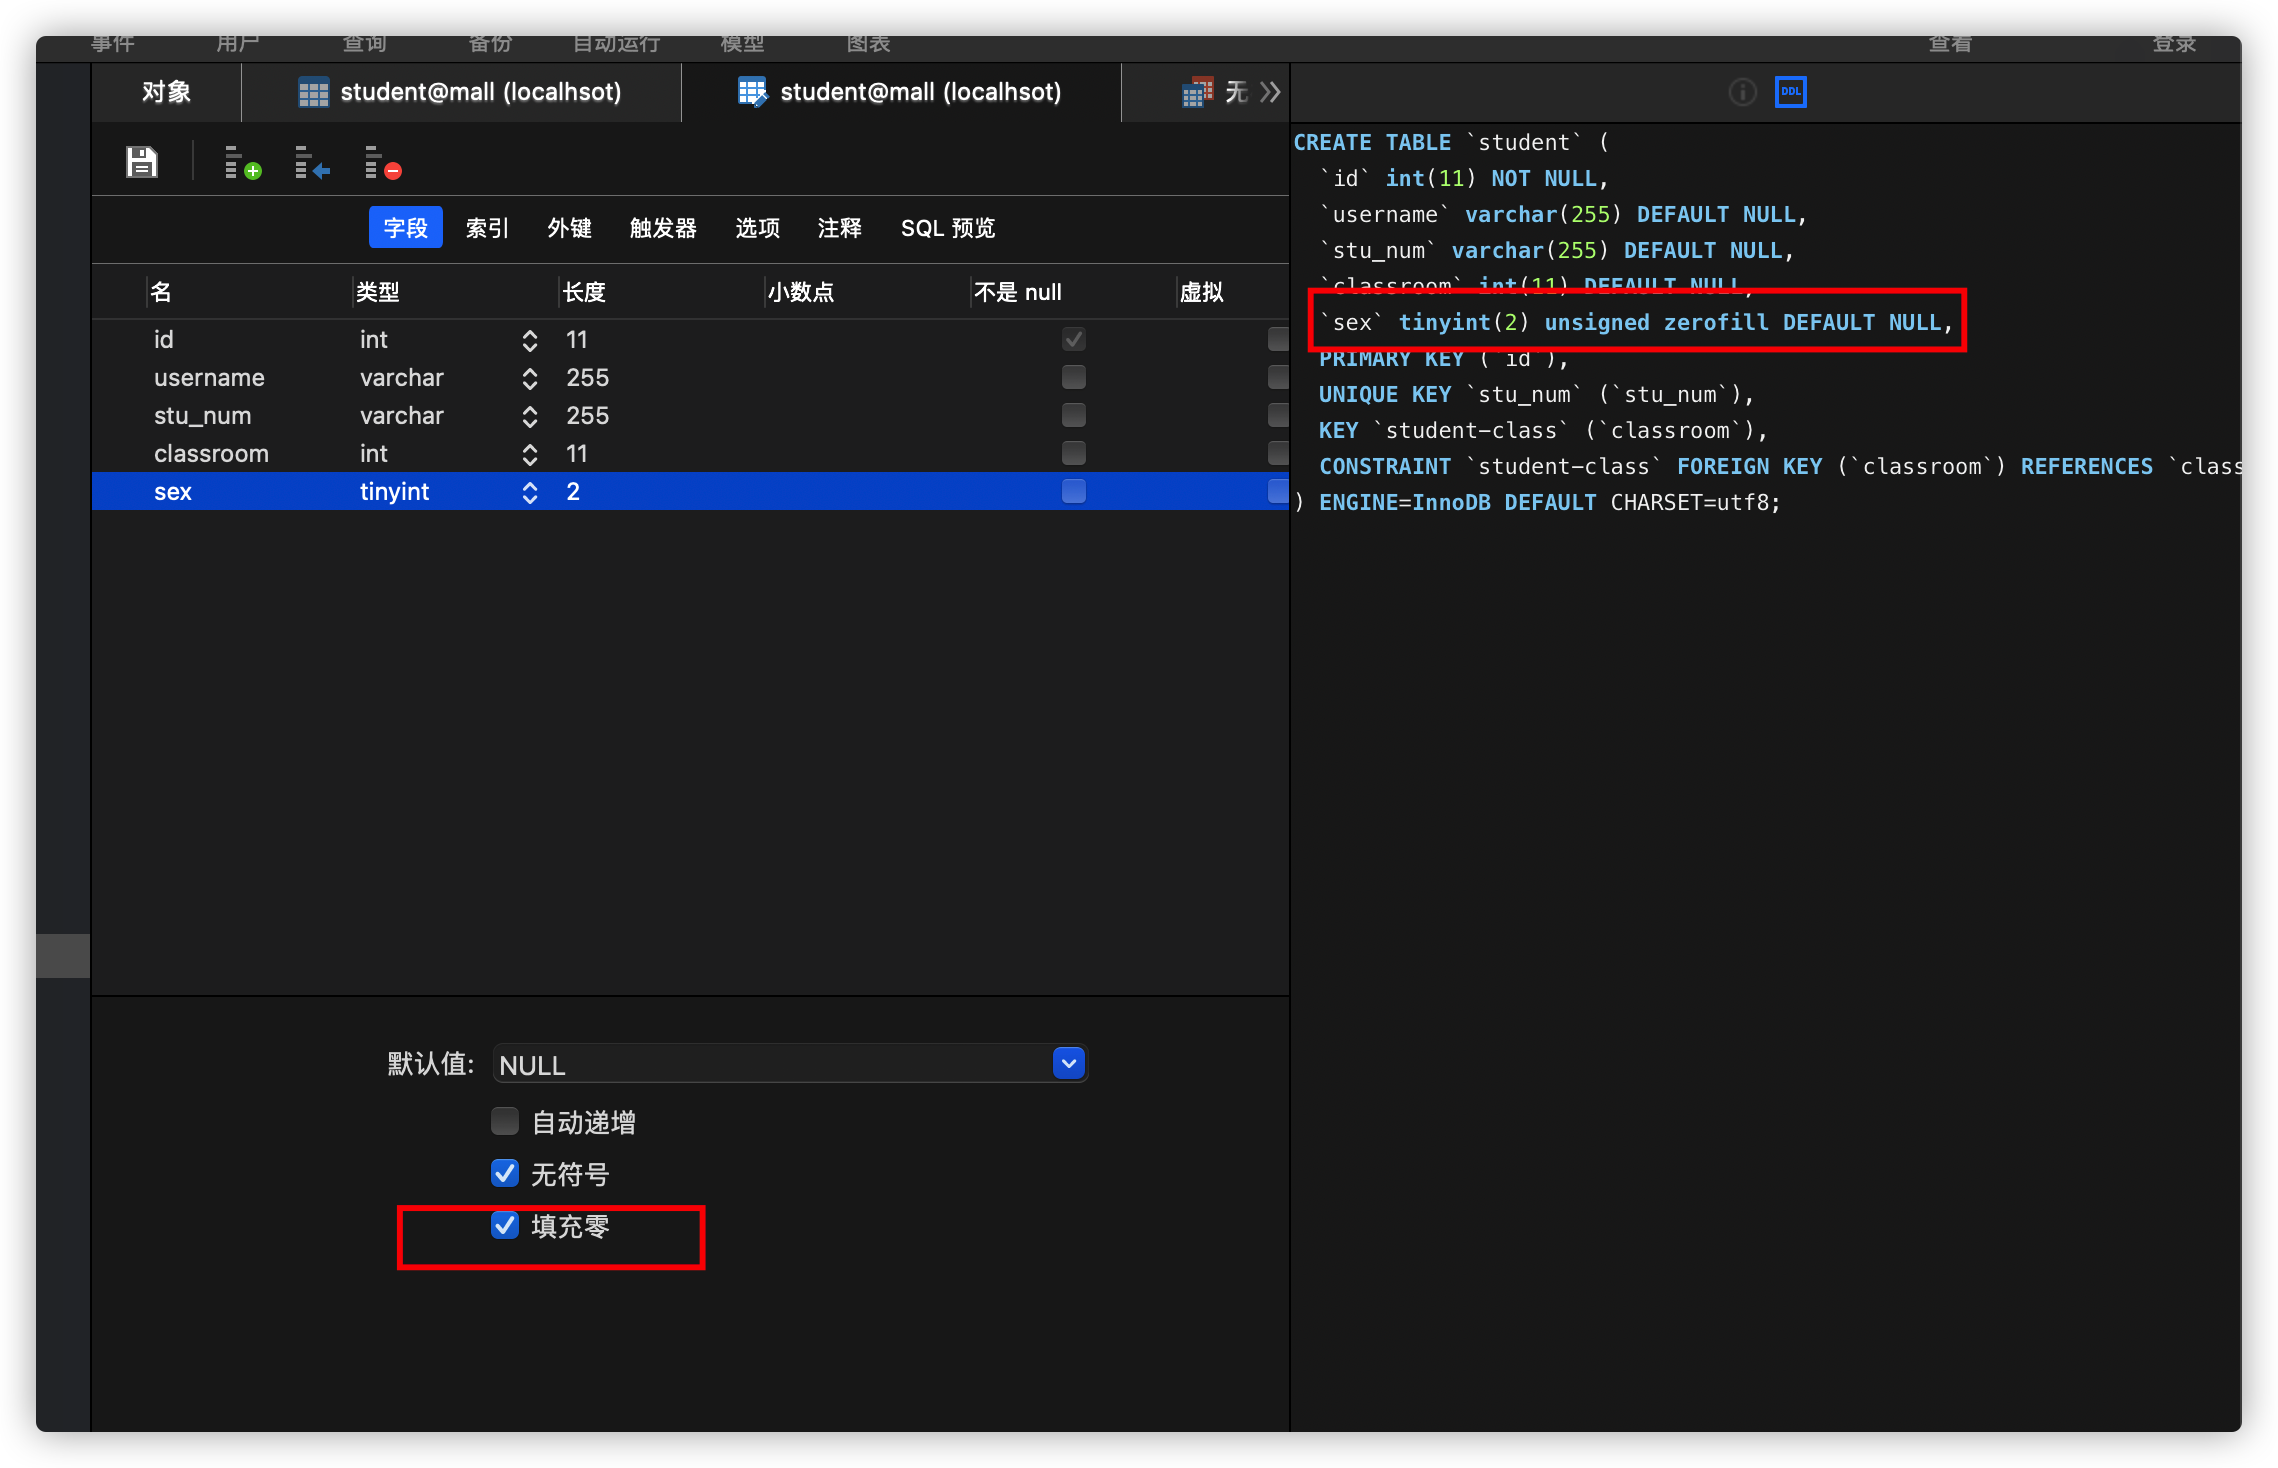 事件 用户 查询 备份 自动运行 模型 图表 查看 登录
对象 student@mall (localhsot) student@mall (localhsot) 无
DDL
字段 索引 外键 触发器 选项 注释 SQL 预览
名 类型 长度 小数点 不是 null 虚拟
id int 11
username varchar 255
stu_num varchar 255
classroom int 11
sex tinyint 2
默认值: NULL
自动递增
无符号
填充零
CREATE TABLE `student` (
`id` int(11) NOT NULL,
`username` varchar(255) DEFAULT NULL,
`stu_num` varchar(255) DEFAULT NULL,
`classroom` int(11) DEFAULT NULL,
`sex` tinyint(2) unsigned zerofill DEFAULT NULL,
PRIMARY KEY (`id`),
UNIQUE KEY `stu_num` (`stu_num`),
KEY `student-class` (`classroom`),
CONSTRAINT `student-class` FOREIGN KEY (`classroom`) REFERENCES `class
) ENGINE=InnoDB DEFAULT CHARSET=utf8;